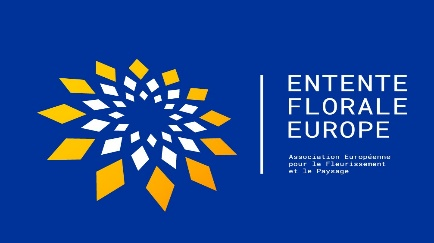 ENTENTE
FLORALE
EUROPE
Association Européenne
pour le Fleurissement
et le Paysage